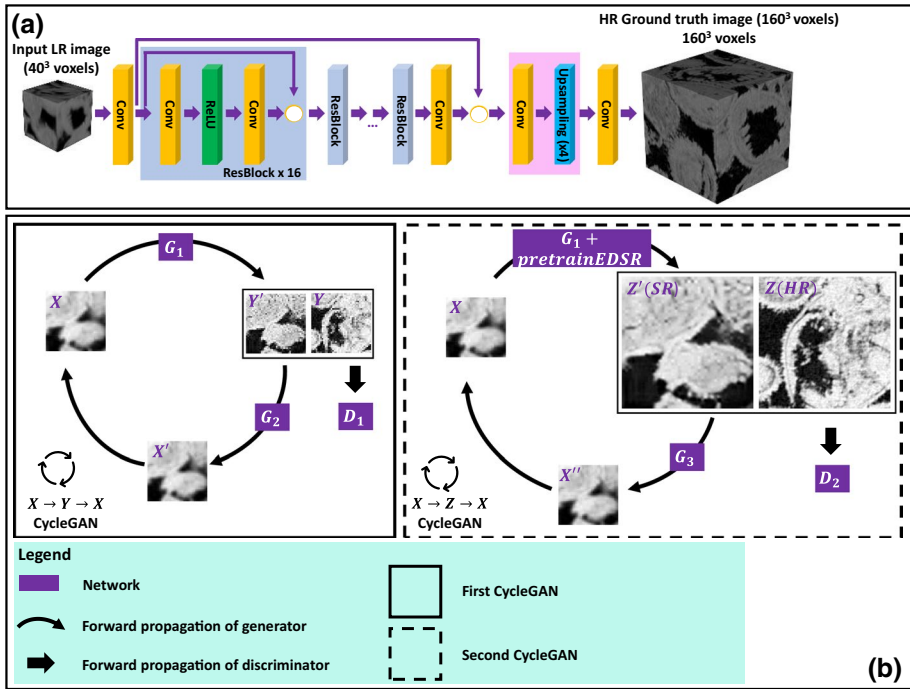 (a)
Input LR image
(40³ voxels)
HR Ground truth image (160³ voxels)
160³ voxels
Conv
Conv
ReLU
Conv
ResBlock x 16
ResBlock
...
ResBlock
Conv
Conv
Upsampling (x4)
Conv
G₁
X
Y′
Y
G₂
D₁
X′
X → Y → X
CycleGAN
G₁ +
pretrainEDSR
X
Z′(SR)
Z(HR)
G₃
D₂
X′′
X → Z → X
CycleGAN
Legend
Network
Forward propagation of generator
Forward propagation of discriminator
First CycleGAN
Second CycleGAN
(b)